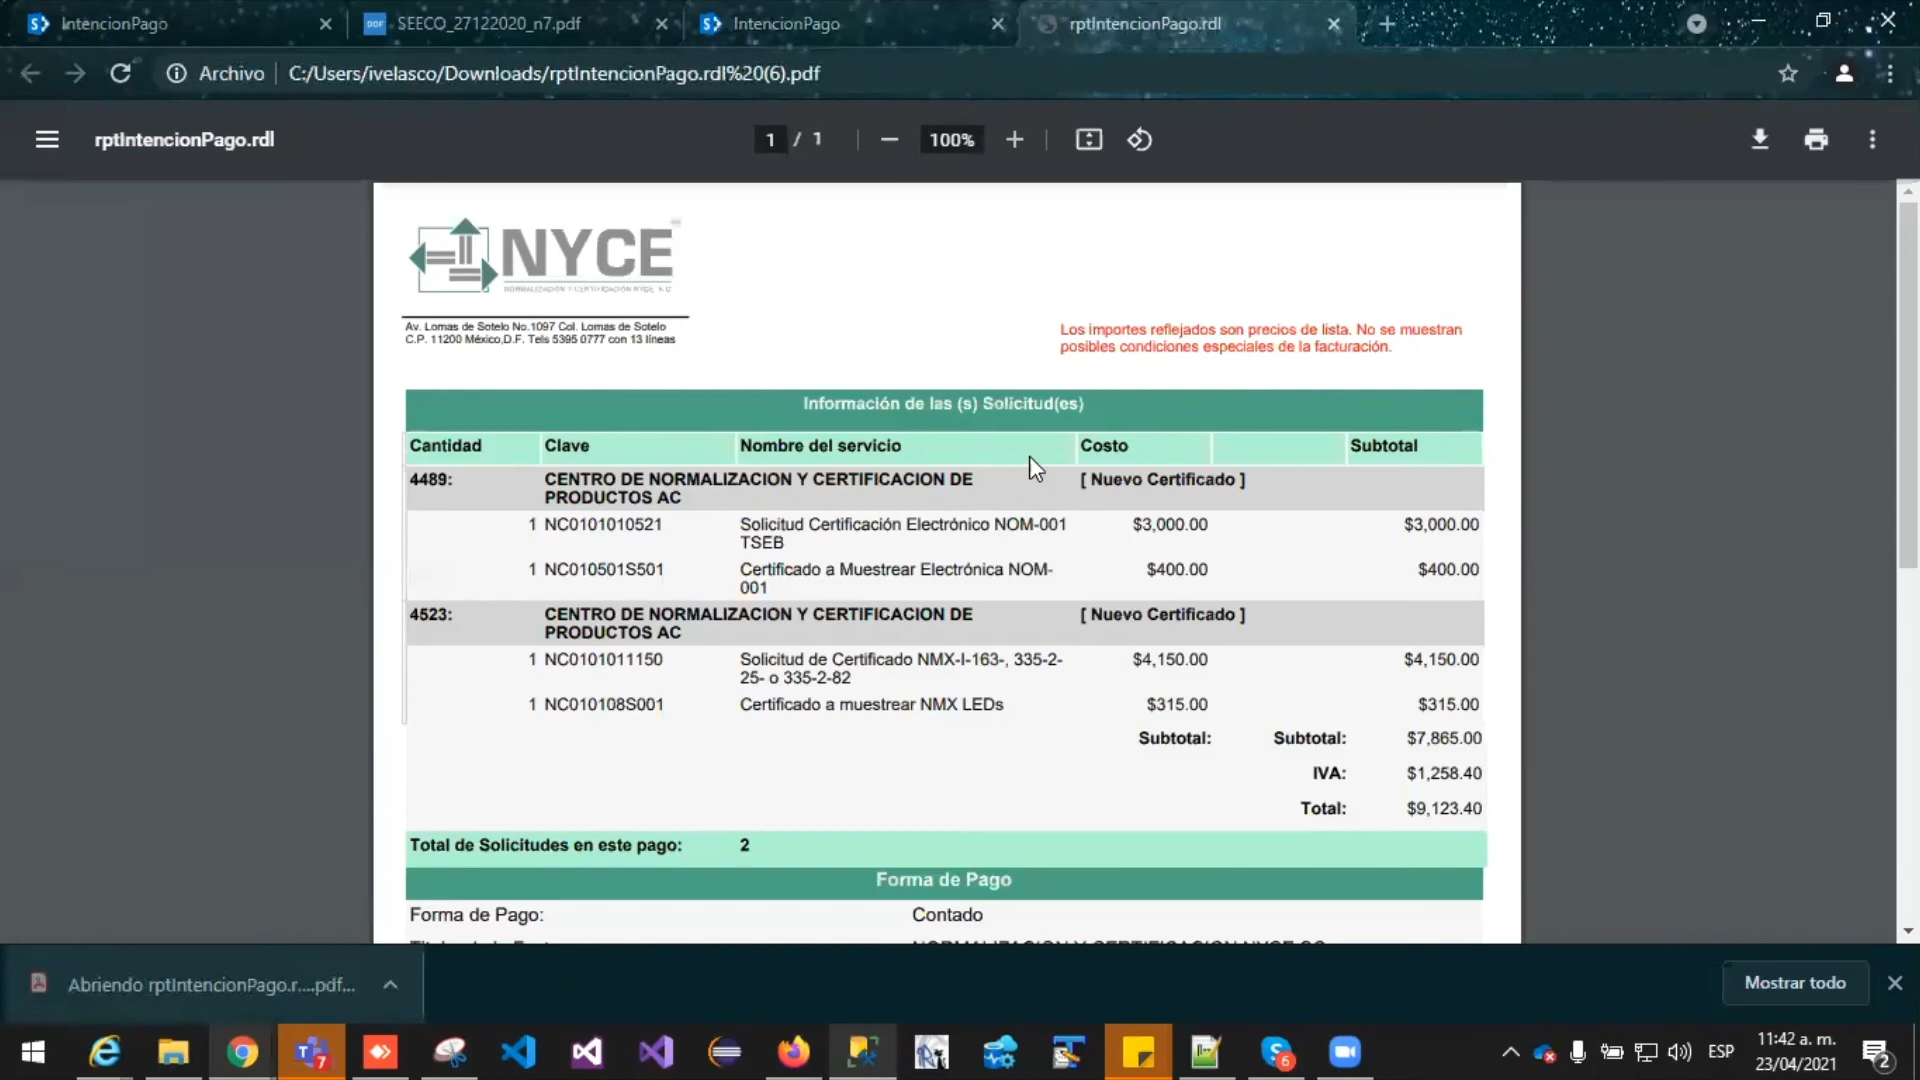 IntencionPago
SEECO_27122020_n7.pdf
IntencionPago
rptIntencionPago.rdl
Archivo
C:/Users/ivelasco/Downloads/rptIntencionPago.rdl%20(6).pdf
rptIntencionPago.rdl
1 / 1
100%
NYCE
NORMALIZACIÓN Y CERTIFICACIÓN NYCE, A.C.
Av. Lomas de Sotelo No.1097 Col. Lomas de Sotelo
C.P. 11200 México,D.F. Tels 5395 0777 con 13 líneas
Los importes reflejados son precios de lista. No se muestran
posibles condiciones especiales de la facturación.
Información de las (s) Solicitud(es)
Cantidad Clave Nombre del servicio Costo Subtotal
4489: CENTRO DE NORMALIZACION Y CERTIFICACION DE [ Nuevo Certificado ]
PRODUCTOS AC
1 NC0101010521 Solicitud Certificación Electrónico NOM-001 $3,000.00 $3,000.00
TSEB
1 NC010501S501 Certificado a Muestrear Electrónica NOM- $400.00 $400.00
001
4523: CENTRO DE NORMALIZACION Y CERTIFICACION DE [ Nuevo Certificado ]
PRODUCTOS AC
1 NC0101011150 Solicitud de Certificado NMX-I-163-, 335-2- $4,150.00 $4,150.00
25- o 335-2-82
1 NC010108S001 Certificado a muestrear NMX LEDs $315.00 $315.00
Subtotal: Subtotal: $7,865.00
IVA: $1,258.40
Total: $9,123.40
Total de Solicitudes en este pago: 2
Forma de Pago
Forma de Pago: Contado
Abriendo rptIntencionPago.r....pdf...
Mostrar todo
7
6
ESP
11:42 a. m.
23/04/2021
2